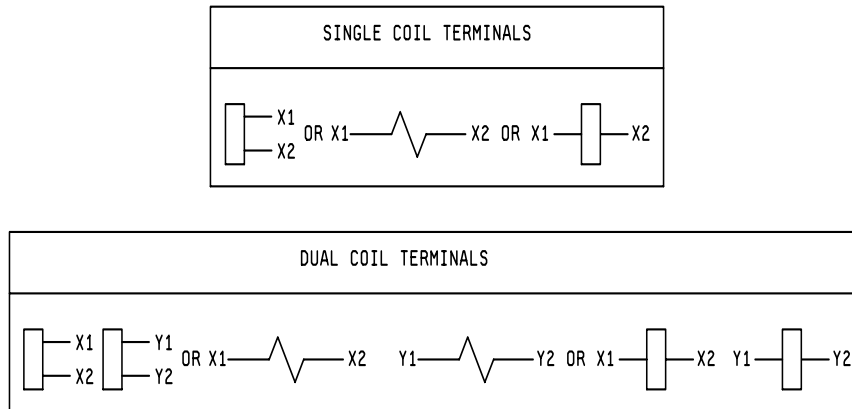 SINGLE COIL TERMINALS
X1
X2
OR X1 X2 OR X1 X2
DUAL COIL TERMINALS
X1 Y1
X2 Y2
OR X1 X2 Y1 Y2 OR X1 X2 Y1 Y2